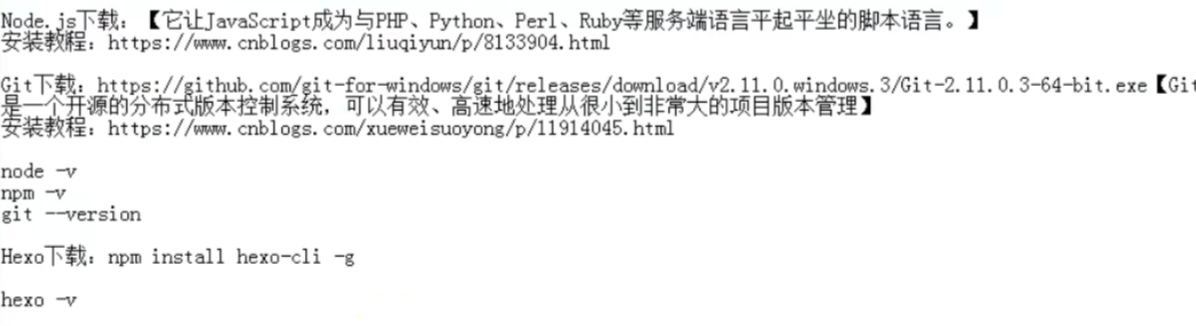 Node.js下载：【它让JavaScript成为与PHP、Python、Perl、Ruby等服务端语言平起平坐的脚本语言。】
安装教程：https://www.cnblogs.com/liuqiyun/p/8133904.html
Git下载：https://github.com/git-for-windows/git/releases/download/v2.11.0.windows.3/Git-2.11.0.3-64-bit.exe【Git
是一个开源的分布式版本控制系统，可以有效、高速地处理从很小到非常大的项目版本管理】
安装教程：https://www.cnblogs.com/xueweisuoyong/p/11914045.html
node -v
npm -v
git --version
Hexo下载：npm install hexo-cli -g
hexo -v